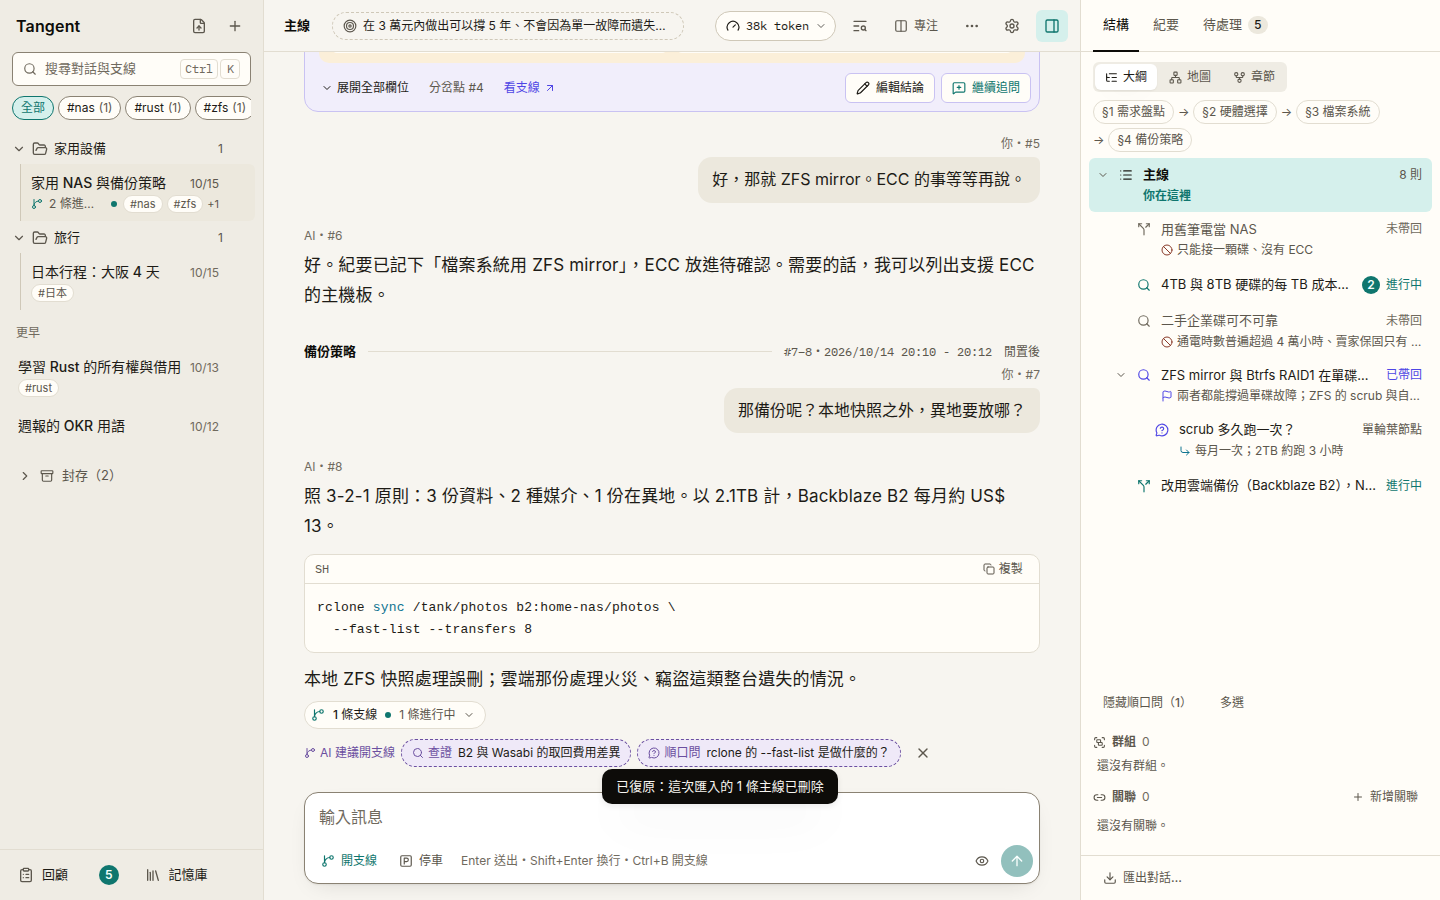 Tangent
搜尋對話與支線 Ctrl K
全部 #nas (1) #rust (1) #zfs (1)
家用設備 1
家用 NAS 與備份策略 10/15
2 條進... #nas #zfs +1
旅行 1
日本行程：大阪 4 天 10/15
#日本
更早
學習 Rust 的所有權與借用 10/13
#rust
週報的 OKR 用語 10/12
封存（2）
回顧 5 記憶庫
主線 在 3 萬元內做出可以撐 5 年、不會因為單一故障而遺失... 38k token 專注
展開全部欄位 分岔點 #4 看支線 編輯結論 繼續追問
你・#5
好，那就 ZFS mirror。ECC 的事等等再說。
AI・#6
好。紀要已記下「檔案系統用 ZFS mirror」，ECC 放進待確認。需要的話，我可以列出支援 ECC
的主機板。
備份策略 #7–8・2026/10/14 20:10 - 20:12 閒置後
你・#7
那備份呢？本地快照之外，異地要放哪？
AI・#8
照 3-2-1 原則：3 份資料、2 種媒介、1 份在異地。以 2.1TB 計，Backblaze B2 每月約 US$
13。
SH 複製
rclone sync /tank/photos b2:home-nas/photos \
--fast-list --transfers 8
本地 ZFS 快照處理誤刪；雲端那份處理火災、竊盜這類整台遺失的情況。
1 條支線 1 條進行中
AI 建議開支線 查證 B2 與 Wasabi 的取回費用差異 順口問 rclone 的 --fast-list 是做什麼的？
已復原：這次匯入的 1 條主線已刪除
輸入訊息
開支線 停車 Enter 送出・Shift+Enter 換行・Ctrl+B 開支線
結構 紀要 待處理 5
大綱 地圖 章節
§1 需求盤點 → §2 硬體選擇 → §3 檔案系統
→ §4 備份策略
主線 8 則
你在這裡
用舊筆電當 NAS 未帶回
只能接一顆碟、沒有 ECC
4TB 與 8TB 硬碟的每 TB 成本... 2 進行中
二手企業碟可不可靠 未帶回
通電時數普遍超過 4 萬小時、賣家保固只有 ...
ZFS mirror 與 Btrfs RAID1 在單碟... 已帶回
兩者都能撐過單碟故障；ZFS 的 scrub 與自...
scrub 多久跑一次？ 單輪葉節點
每月一次；2TB 約跑 3 小時
改用雲端備份（Backblaze B2），N... 進行中
隱藏順口問（1） 多選
群組 0
還沒有群組。
關聯 0 新增關聯
還沒有關聯。
匯出對話...